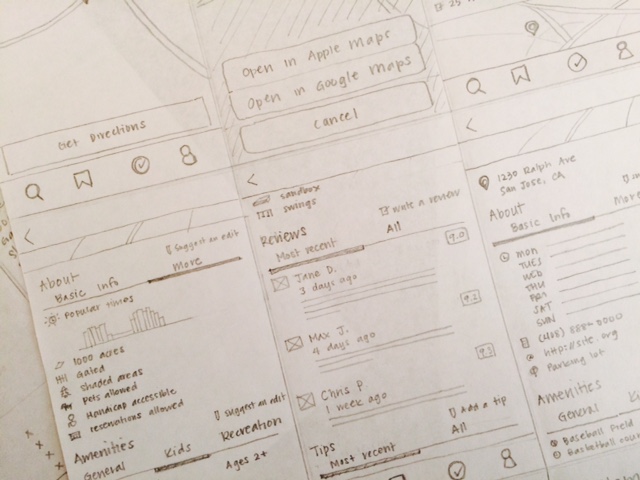 Get Directions
Suggest an edit
About
Basic Info
More
Popular times
1000 acres
Gated
Shaded areas
Pets allowed
Handicap accessible
reservations allowed
Suggest an edit
Amenities
General
Kids
Recreation
Ages 2+
Open in Apple Maps
Open in Google Maps
Cancel
sandbox
swings
Write a review
Reviews
Most recent
All
9.0
Jane D.
3 days ago
9.2
Max J.
4 days ago
9.2
Chris P.
1 week ago
Add a tip
Tips
Most recent
All
25
1230 Ralph Ave
San Jose, CA
About
Basic Info
More
MON
TUES
WED
THU
FRI
SAT
SUN
(408) 888-0000
http://site.org
Parking lot
Amenities
General
Baseball Field